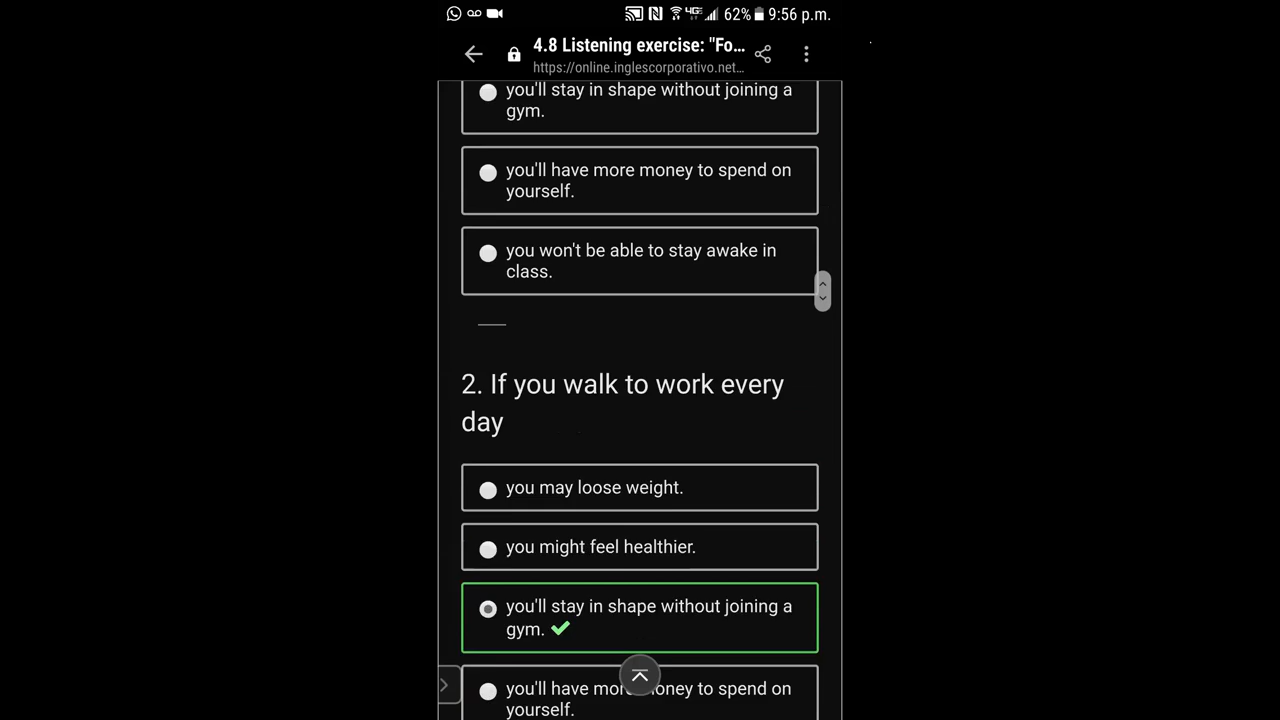 4G 62% 9:56 p.m.
4.8 Listening exercise: "Fo...
https://online.inglescorporativo.net...
you'll stay in shape without joining a
gym.
you'll have more money to spend on
yourself.
you won't be able to stay awake in
class.
2. If you walk to work every
day
you may loose weight.
you might feel healthier.
you'll stay in shape without joining a
gym.
you'll have more money to spend on
yourself.